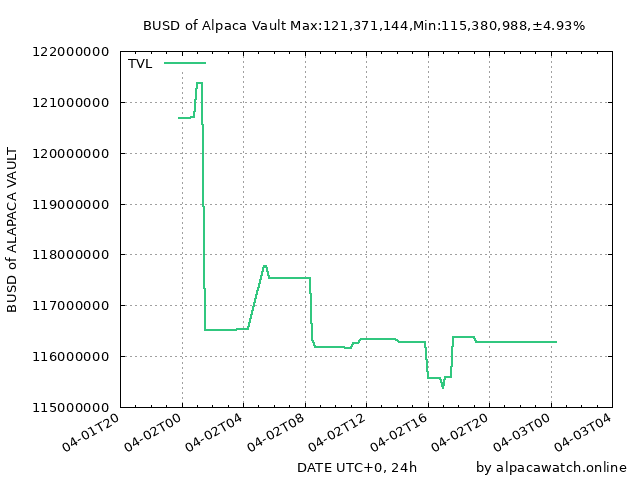 BUSD of Alpaca Vault Max:121,371,144,Min:115,380,988,±4.93%
TVL
122000000
121000000
120000000
119000000
118000000
117000000
116000000
115000000
BUSD of ALAPACA VAULT
04-01T20
04-02T00
04-02T04
04-02T08
04-02T12
04-02T16
04-02T20
04-03T00
04-03T04
DATE UTC+0, 24h
by alpacawatch.online